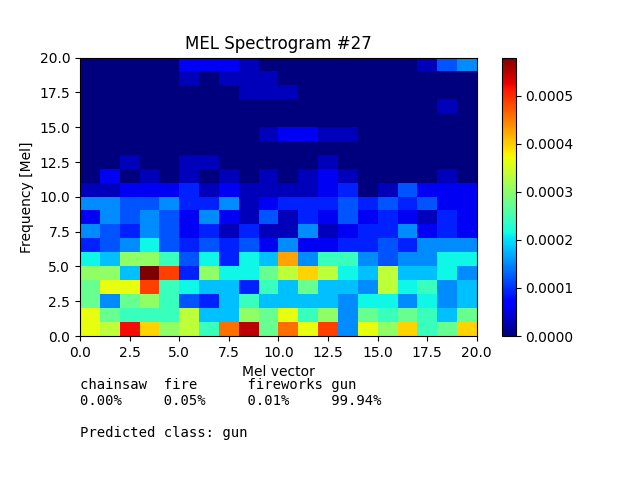 MEL Spectrogram #27
Frequency [Mel]
20.0
17.5
15.0
12.5
10.0
7.5
5.0
2.5
0.0
0.0 2.5 5.0 7.5 10.0 12.5 15.0 17.5 20.0
Mel vector
0.0005
0.0004
0.0003
0.0002
0.0001
0.0000
chainsaw fire fireworks gun
0.00% 0.05% 0.01% 99.94%
Predicted class: gun